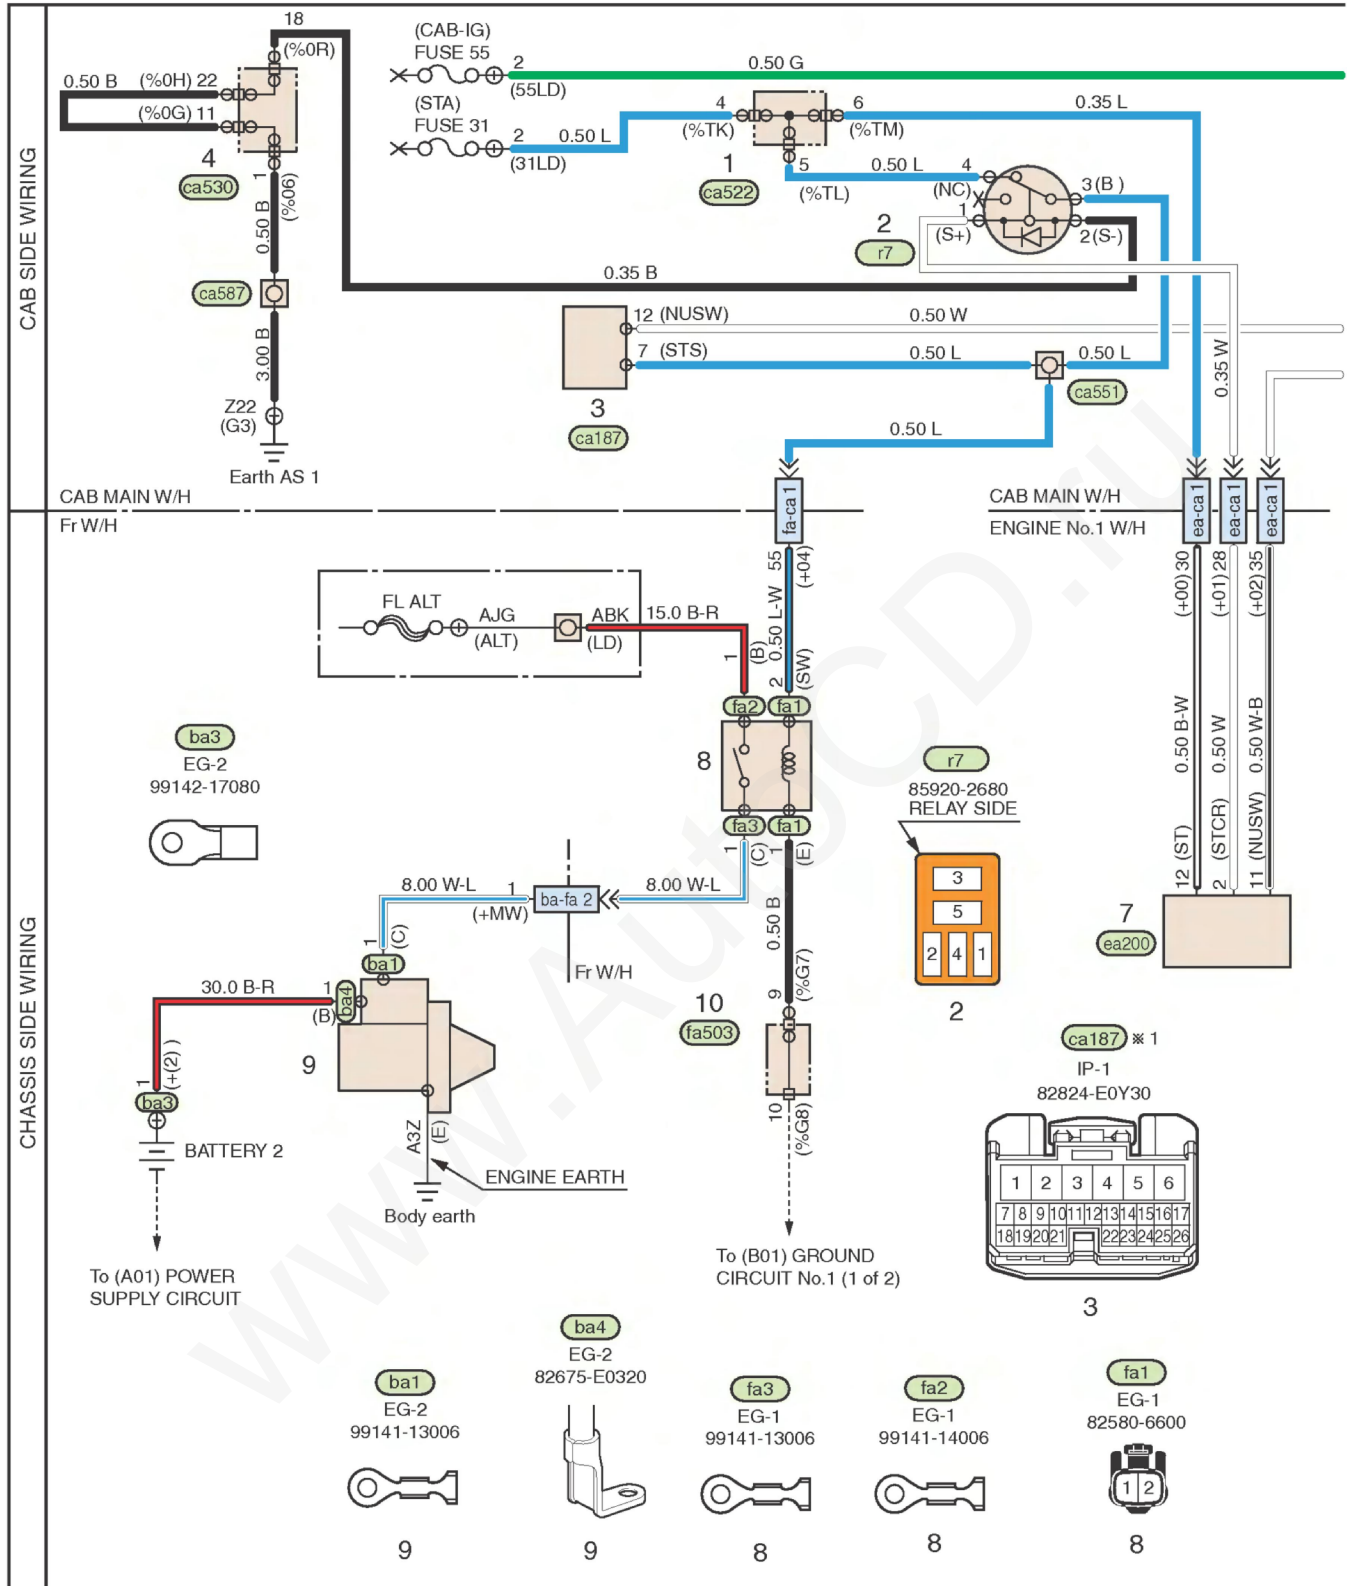 CAB SIDE WIRING
CHASSIS SIDE WIRING
18
(%0R)
0.50 B
(%0H) 22
(%0G) 11
4
ca530
1
(%06)
0.50 B
ca587
3.00 B
Z22
(G3)
Earth AS 1
(CAB-IG)
FUSE 55
2
(55LD)
0.50 G
(STA)
FUSE 31
2
(31LD)
0.50 L
4
(%TK)
6
(%TM)
0.35 L
1
ca522
5
(%TL)
0.50 L
4
(NC)
3 (B )
1
(S+)
2 (S-)
2
r7
0.35 B
12 (NUSW)
0.50 W
7 (STS)
0.50 L
0.50 L
3
ca187
ca551
0.35 W
0.50 L
CAB MAIN W/H
Fr W/H
fa-ca 1
CAB MAIN W/H
ENGINE No.1 W/H
ea-ca 1
ea-ca 1
ea-ca 1
55
(+04)
(+00) 30
(+01) 28
(+02) 35
FL ALT
AJG
(ALT)
ABK
(LD)
15.0 B-R
1
(B)
0.50 L-W
2
(SW)
fa2
fa1
8
fa3
fa1
1
(C)
1
(E)
0.50 B-W
0.50 W
0.50 W-B
12 (ST)
2 (STCR)
11 (NUSW)
7
ea200
ba3
EG-2
99142-17080
r7
85920-2680
RELAY SIDE
3
5
2
4
1
2
8.00 W-L
1
(+MW)
ba-fa 2
8.00 W-L
Fr W/H
1
(C)
ba1
30.0 B-R
1
(B)
ba4
9
1
(+(2) )
ba3
BATTERY 2
To (A01) POWER
SUPPLY CIRCUIT
A3Z
(E)
ENGINE EARTH
Body earth
0.50 B
9
(%G7)
10
fa503
10
(%G8)
To (B01) GROUND
CIRCUIT No.1 (1 of 2)
ca187 ※ 1
IP-1
82824-E0Y30
1 2 3 4 5 6
7 8 9 10 11 12 13 14 15 16 17
18 19 20 21 22 23 24 25 26
3
ba1
EG-2
99141-13006
9
ba4
EG-2
82675-E0320
9
fa3
EG-1
99141-13006
8
fa2
EG-1
99141-14006
8
fa1
EG-1
82580-6600
1 2
8
www.AutoCD.ru